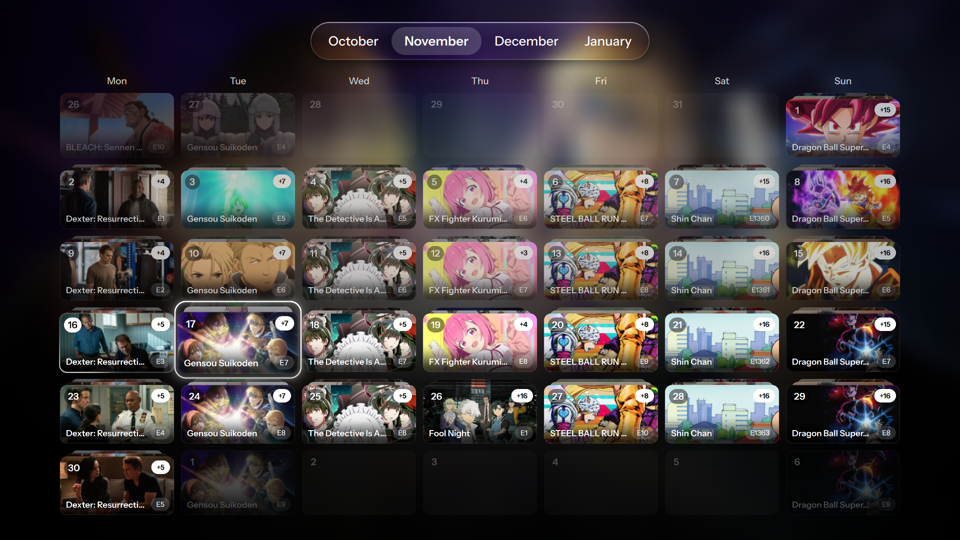 October November December January
Mon Tue Wed Thu Fri Sat Sun
26 27 28 29 30 31 1 +15
BLEACH: Sennen ... E10 Gensou Suikoden E4 Dragon Ball Super... E4
2 +4 3 +7 4 +5 5 +4 6 +8 7 +15 8 +16
Dexter: Resurrecti... E1 Gensou Suikoden E5 The Detective Is A... E5 FX Fighter Kurumi... E6 STEEL BALL RUN ... E7 Shin Chan E1360 Dragon Ball Super... E5
9 +4 10 +7 11 +5 12 +3 13 +8 14 +16 15 +16
Dexter: Resurrecti... E2 Gensou Suikoden E6 The Detective Is A... E6 FX Fighter Kurumi... E7 STEEL BALL RUN ... E8 Shin Chan E1361 Dragon Ball Super... E6
16 +5 17 +7 18 +5 19 +4 20 +8 21 +16 22 +15
Dexter: Resurrecti... E3 Gensou Suikoden E7 The Detective Is A... E7 FX Fighter Kurumi... E8 STEEL BALL RUN ... E9 Shin Chan E1362 Dragon Ball Super... E7
23 +5 24 +7 25 +5 26 +16 27 +8 28 +16 29 +16
Dexter: Resurrecti... E4 Gensou Suikoden E8 The Detective Is A... E8 Fool Night E1 STEEL BALL RUN ... E10 Shin Chan E1363 Dragon Ball Super... E8
30 +5 1 2 3 4 5 6
Dexter: Resurrecti... E5 Gensou Suikoden E9 Dragon Ball Super... E9